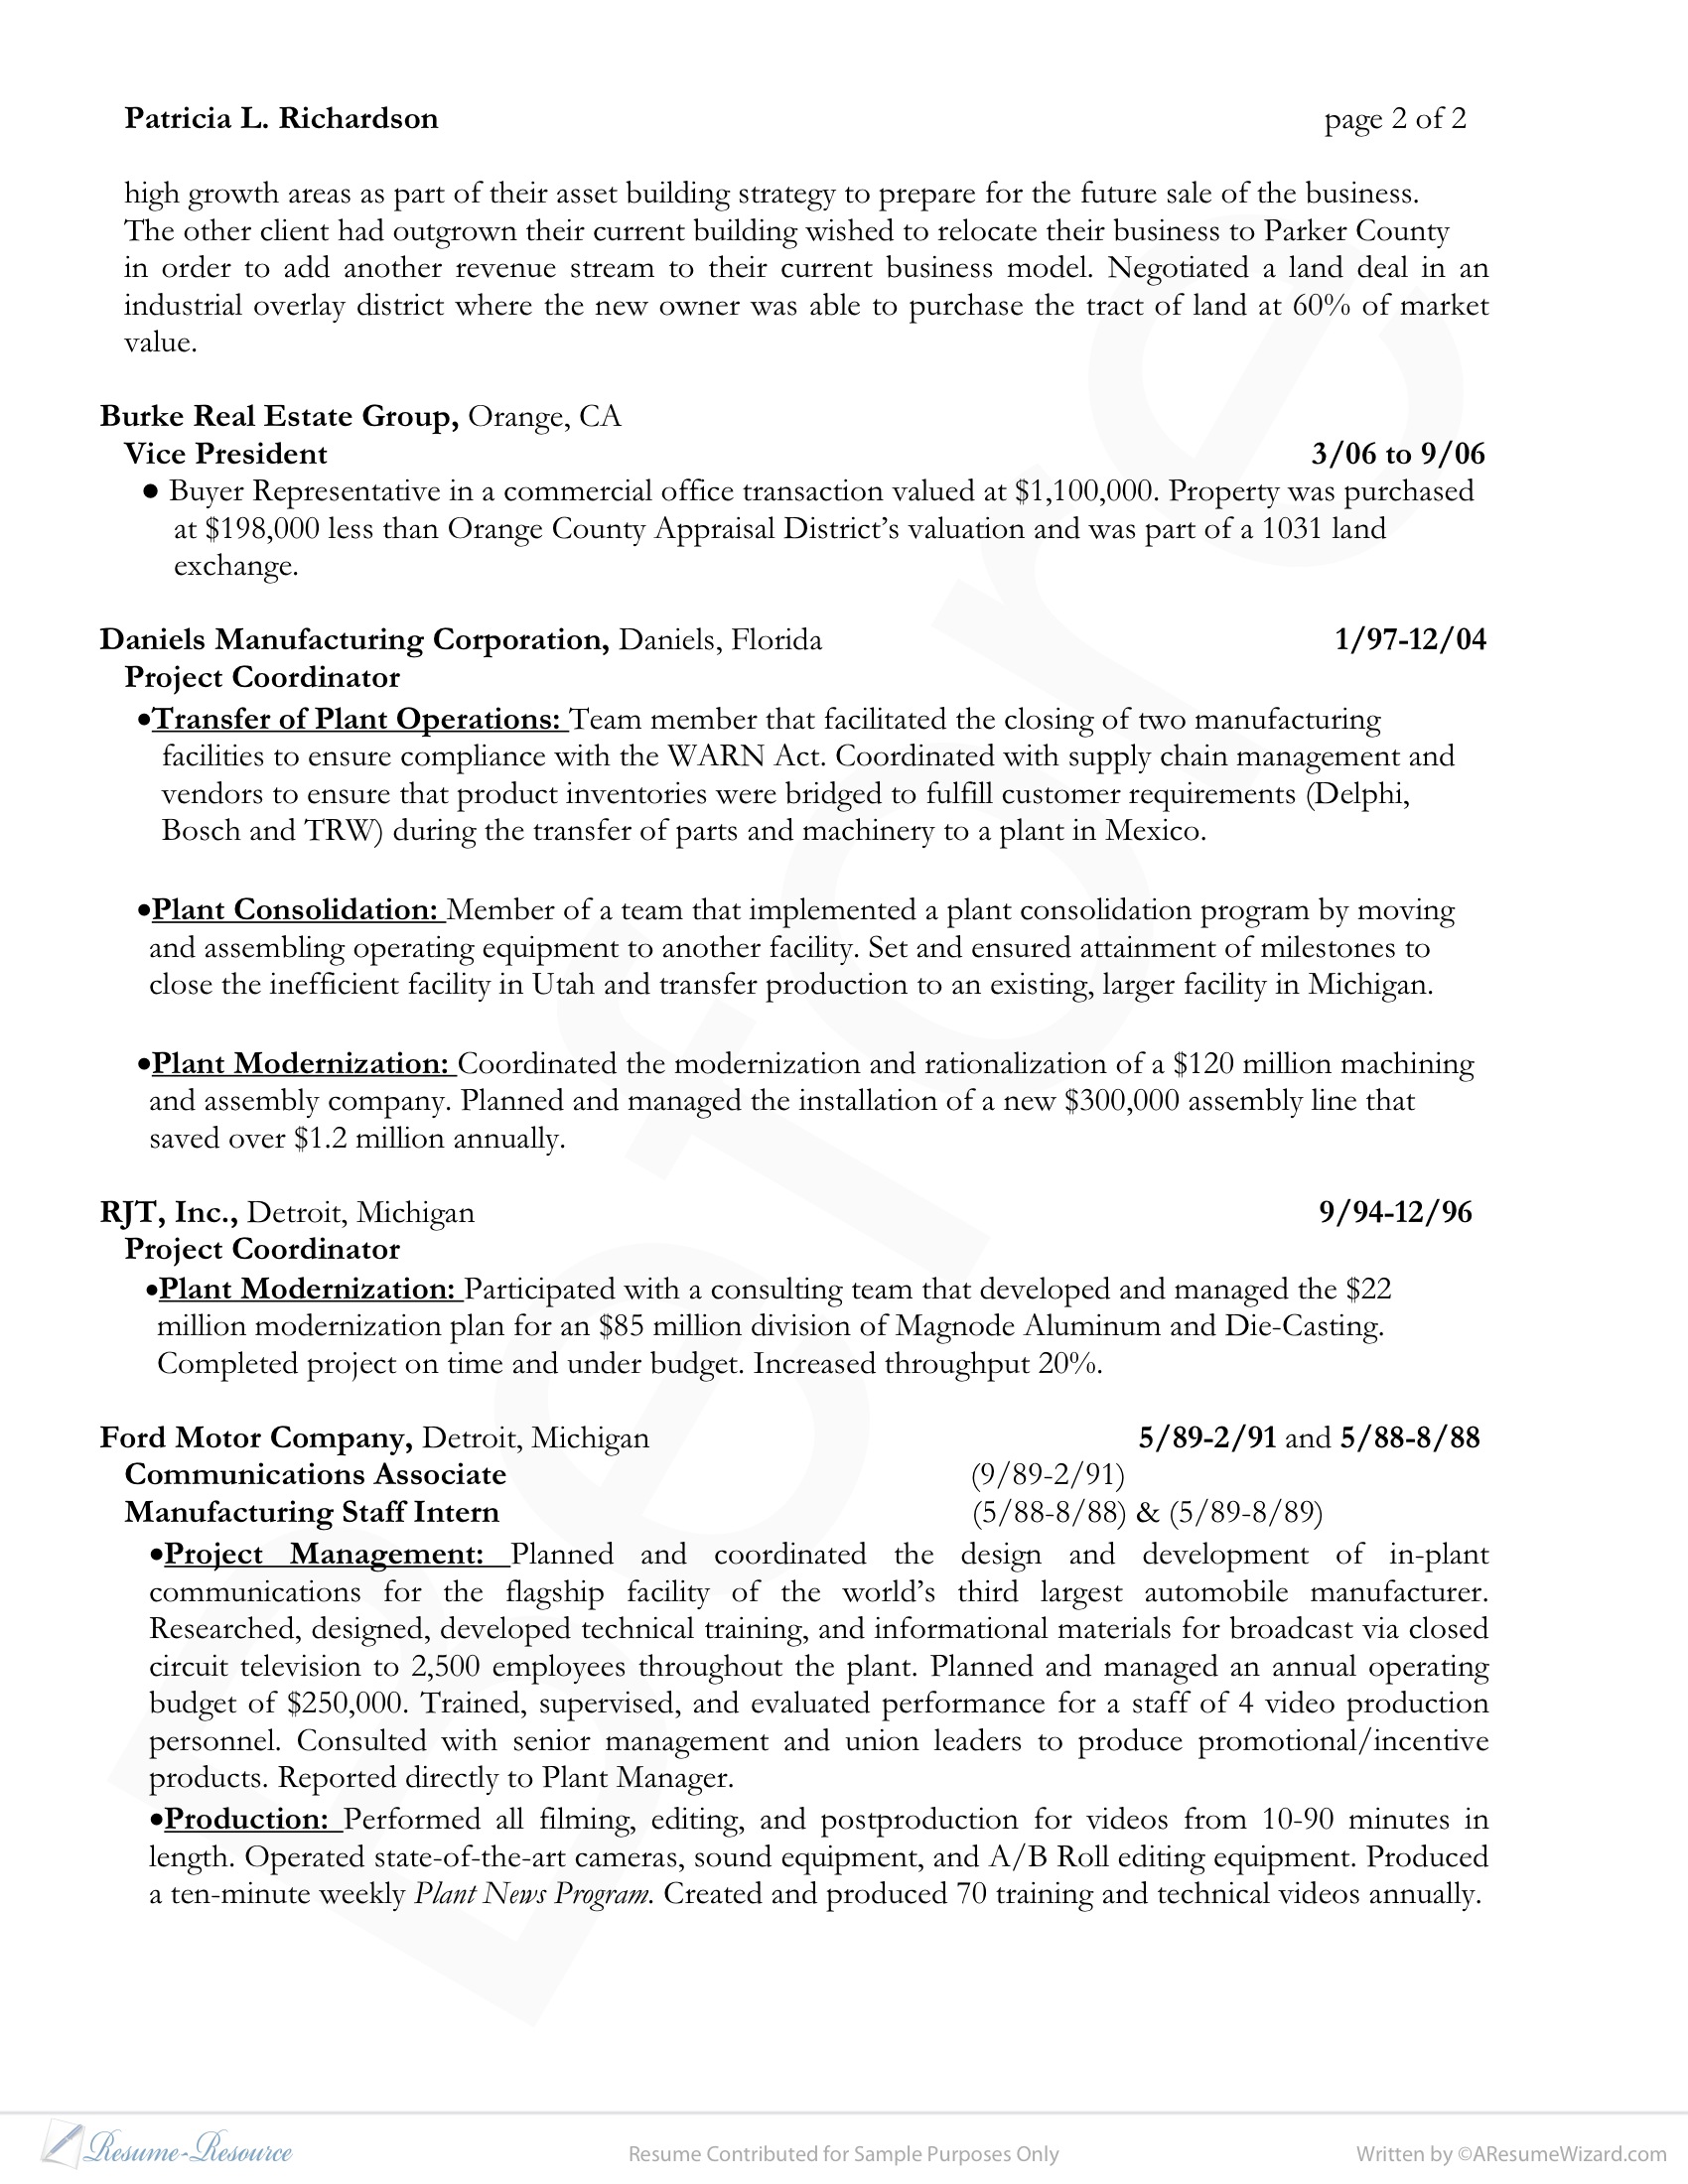 Patricia L. Richardson page 2 of 2
high growth areas as part of their asset building strategy to prepare for the future sale of the business.
The other client had outgrown their current building wished to relocate their business to Parker County
in order to add another revenue stream to their current business model. Negotiated a land deal in an
industrial overlay district where the new owner was able to purchase the tract of land at 60% of market
value.
Burke Real Estate Group, Orange, CA
Vice President 3/06 to 9/06
● Buyer Representative in a commercial office transaction valued at $1,100,000. Property was purchased
at $198,000 less than Orange County Appraisal District’s valuation and was part of a 1031 land
exchange.
Daniels Manufacturing Corporation, Daniels, Florida 1/97-12/04
Project Coordinator
•Transfer of Plant Operations: Team member that facilitated the closing of two manufacturing
facilities to ensure compliance with the WARN Act. Coordinated with supply chain management and
vendors to ensure that product inventories were bridged to fulfill customer requirements (Delphi,
Bosch and TRW) during the transfer of parts and machinery to a plant in Mexico.
•Plant Consolidation: Member of a team that implemented a plant consolidation program by moving
and assembling operating equipment to another facility. Set and ensured attainment of milestones to
close the inefficient facility in Utah and transfer production to an existing, larger facility in Michigan.
•Plant Modernization: Coordinated the modernization and rationalization of a $120 million machining
and assembly company. Planned and managed the installation of a new $300,000 assembly line that
saved over $1.2 million annually.
RJT, Inc., Detroit, Michigan 9/94-12/96
Project Coordinator
•Plant Modernization: Participated with a consulting team that developed and managed the $22
million modernization plan for an $85 million division of Magnode Aluminum and Die-Casting.
Completed project on time and under budget. Increased throughput 20%.
Ford Motor Company, Detroit, Michigan 5/89-2/91 and 5/88-8/88
Communications Associate (9/89-2/91)
Manufacturing Staff Intern (5/88-8/88) & (5/89-8/89)
•Project Management: Planned and coordinated the design and development of in-plant
communications for the flagship facility of the world’s third largest automobile manufacturer.
Researched, designed, developed technical training, and informational materials for broadcast via closed
circuit television to 2,500 employees throughout the plant. Planned and managed an annual operating
budget of $250,000. Trained, supervised, and evaluated performance for a staff of 4 video production
personnel. Consulted with senior management and union leaders to produce promotional/incentive
products. Reported directly to Plant Manager.
•Production: Performed all filming, editing, and postproduction for videos from 10-90 minutes in
length. Operated state-of-the-art cameras, sound equipment, and A/B Roll editing equipment. Produced
a ten-minute weekly Plant News Program. Created and produced 70 training and technical videos annually.
Before
Resume-Resource Resume Contributed for Sample Purposes Only Written by ©AResumeWizard.com